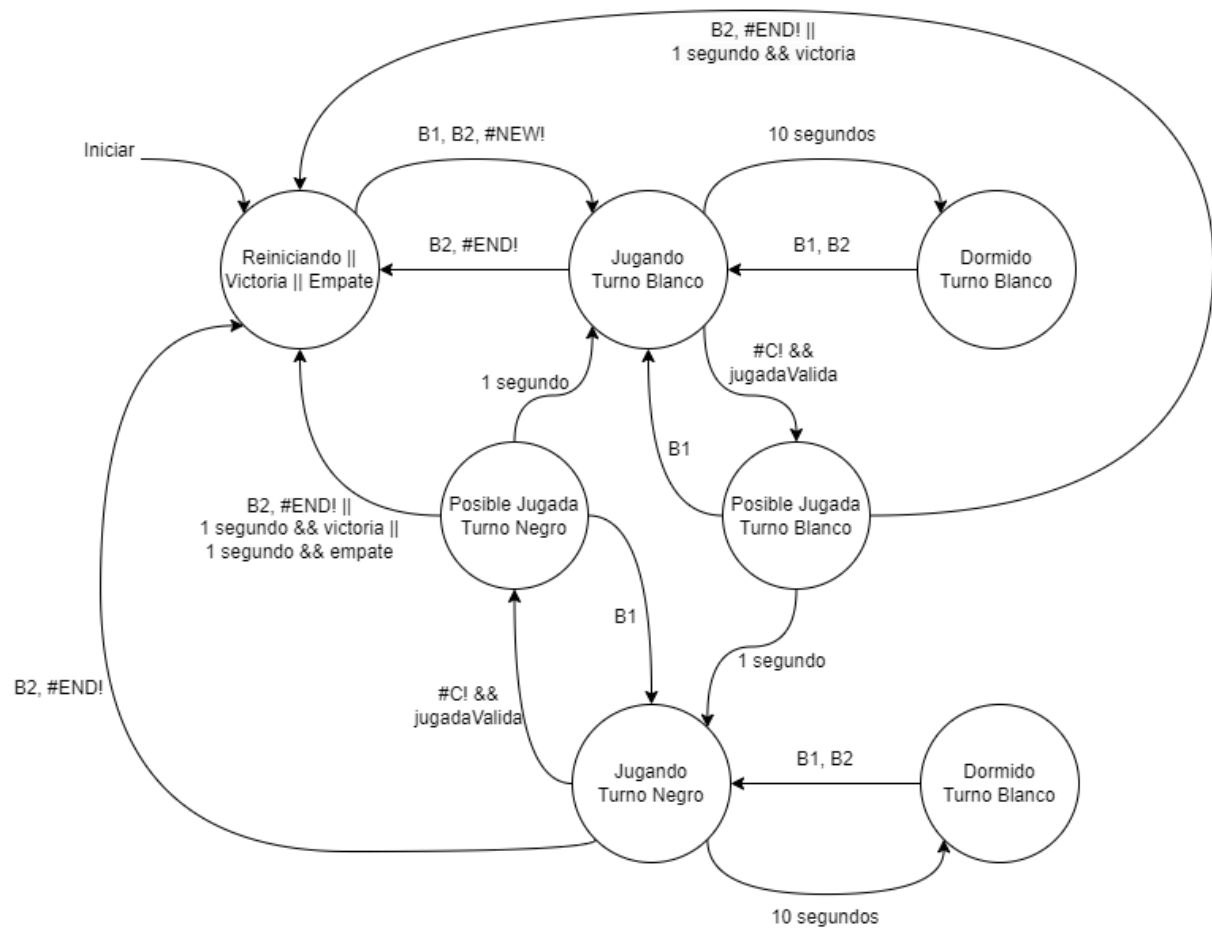 B2, #END! ||
1 segundo && victoria
Iniciar
B1, B2, #NEW!
10 segundos
Reiniciando ||
Victoria || Empate
B2, #END!
Jugando
Turno Blanco
B1, B2
Dormido
Turno Blanco
#C! &&
jugadaValida
1 segundo
B1
B2, #END! ||
1 segundo && victoria ||
1 segundo && empate
Posible Jugada
Turno Negro
Posible Jugada
Turno Blanco
B1
1 segundo
B2, #END!
#C! &&
jugadaValida
Jugando
Turno Negro
B1, B2
Dormido
Turno Blanco
10 segundos